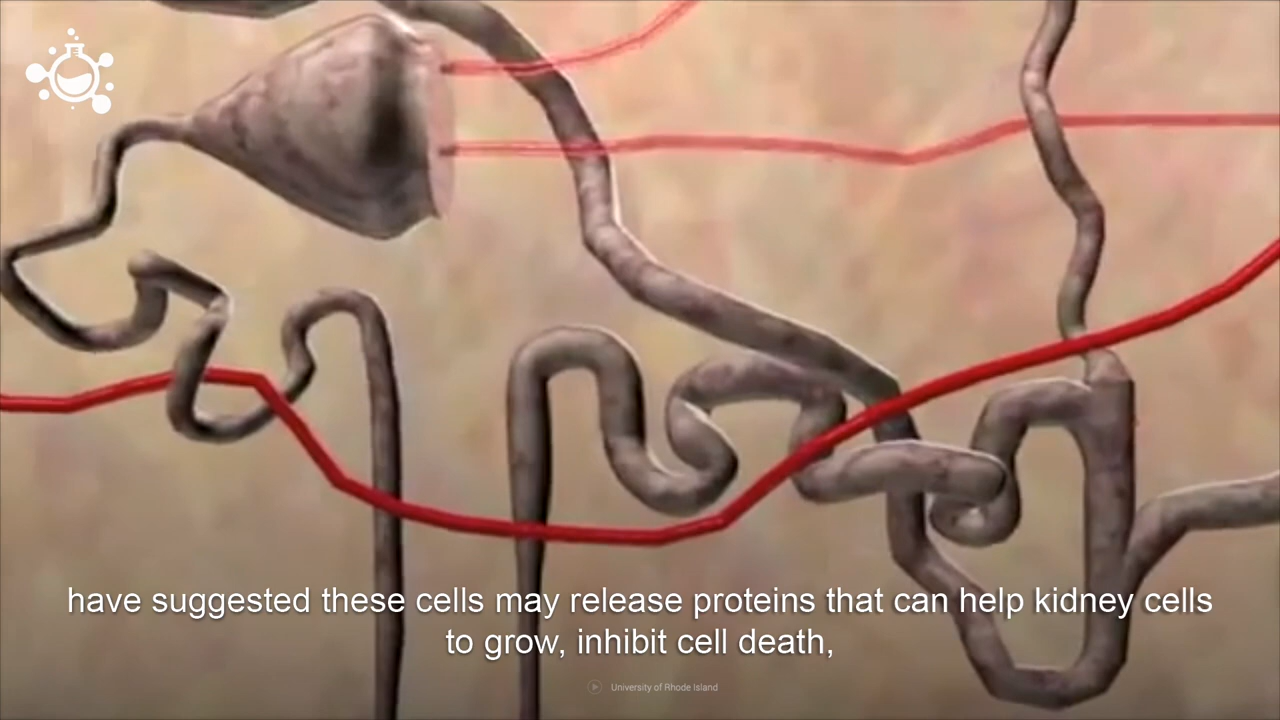 have suggested these cells may release proteins that can help kidney cells
to grow, inhibit cell death,
University of Rhode Island